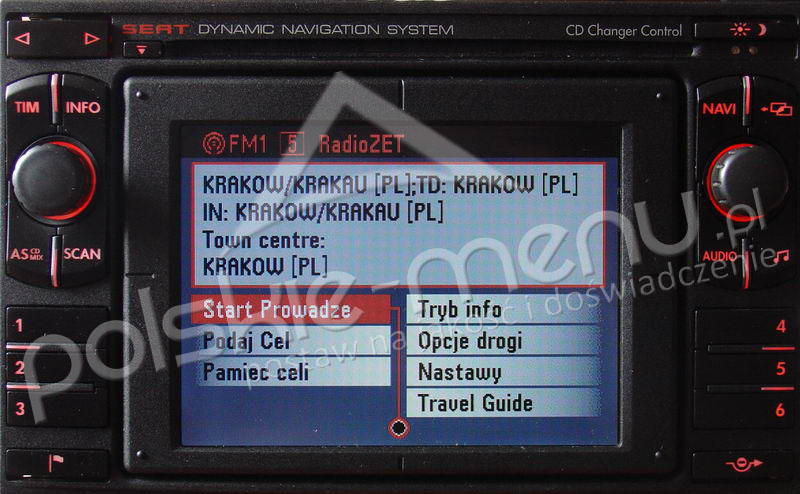 SEAT DYNAMIC NAVIGATION SYSTEM
CD Changer Control
TIM INFO
NAVI
FM1 5 RadioZET
KRAKOW/KRAKAU [PL];TD: KRAKOW [PL]
IN: KRAKOW/KRAKAU [PL]
Town centre:
KRAKOW [PL]
AS CD MIX SCAN
AUDIO
Start Prowadze
Tryb info
Podaj Cel
Opcje drogi
Pamiec celi
Nastawy
Travel Guide
1
2
3
4
5
6
polskie-menu.pl
postaw na jakość i doświadczenie